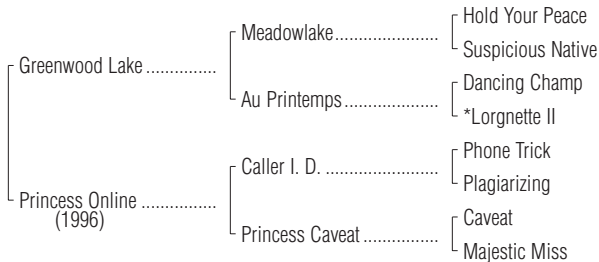 Hold Your Peace
Meadowlake
Suspicious Native
Greenwood Lake
Dancing Champ
Au Printemps
*Lorgnette II
Phone Trick
Caller I. D.
Plagiarizing
Princess Online
(1996)
Caveat
Princess Caveat
Majestic Miss